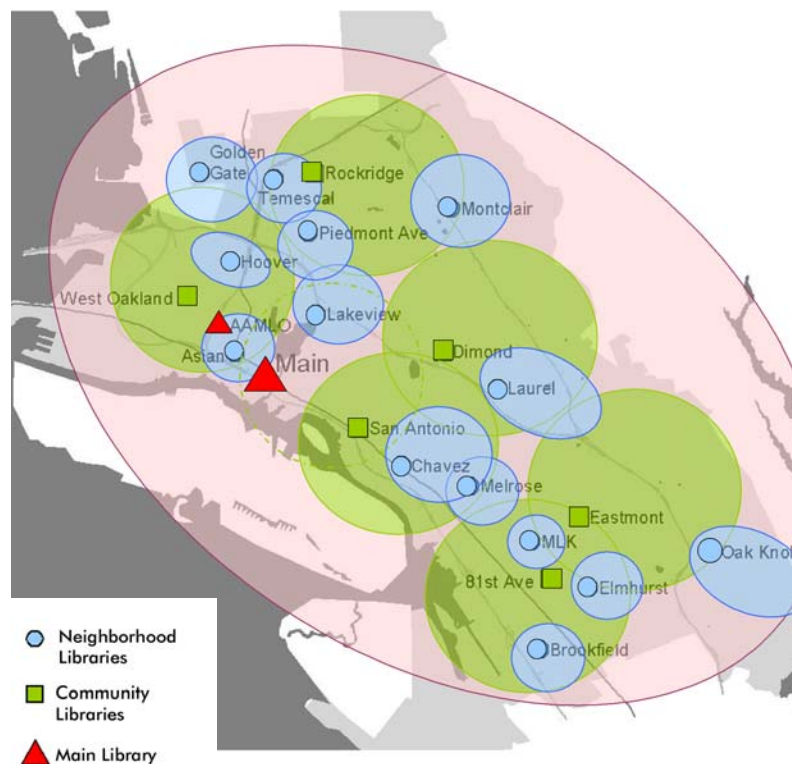 Golden
Gate
Temescal
Rockridge
Montclair
Piedmont Ave
Hoover
West Oakland
Lakeview
AAMLO
Asian
Main
Dimond
Laurel
San Antonio
Chavez
Melrose
Eastmont
MLK
Oak Knol
81st Ave
Elmhurst
Brookfield
Neighborhood
Libraries
Community
Libraries
Main Library